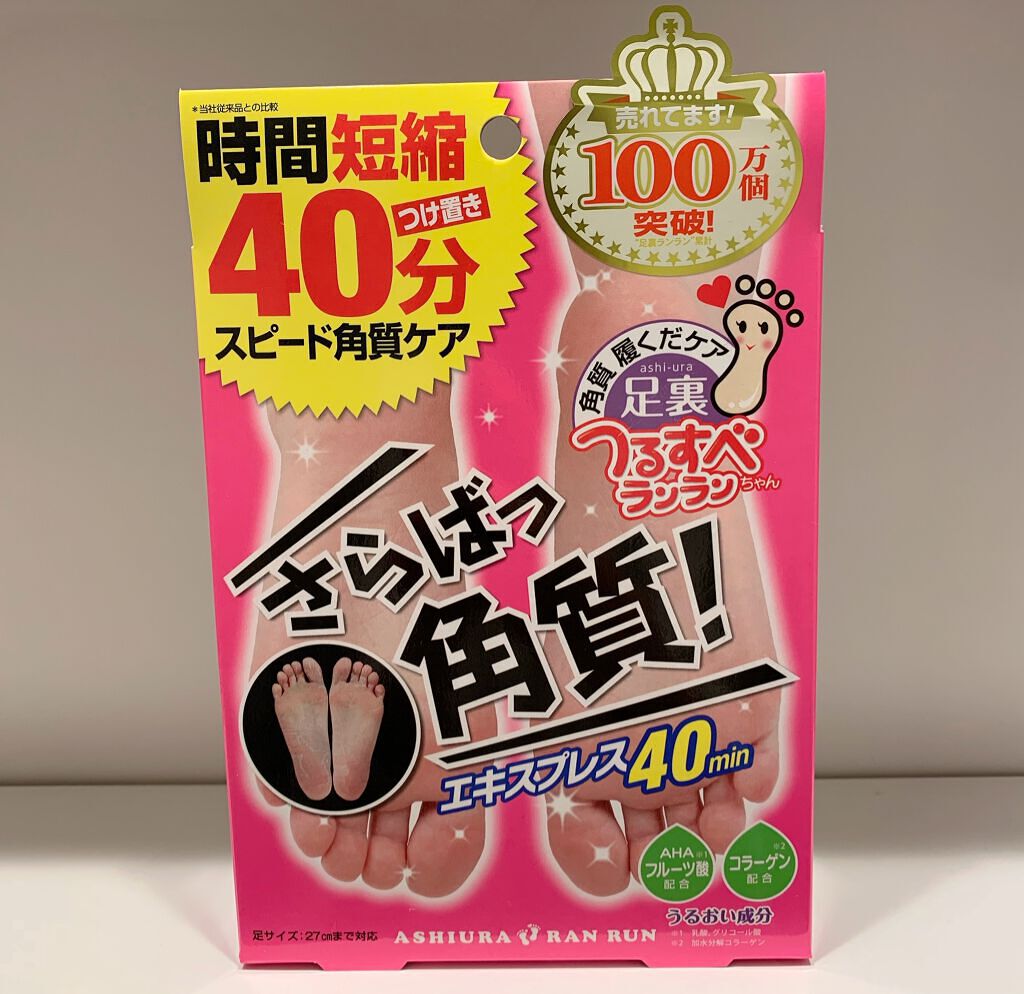 *当社従来品との比較
時間短縮
40分
つけ置き
スピード角質ケア
売れてます!
100万個
突破!
"足裏ランラン"累計
角質 履くだケア
ashi-ura
足裏
つるすべ
ランランちゃん
さらばっ
角質!
エキスプレス40min
AHA※1
フルーツ酸
配合
※2
コラーゲン
配合
うるおい成分
※1 乳酸、グリコール酸
※2 加水分解コラーゲン
足サイズ:27cmまで対応
ASHIURA RAN RUN